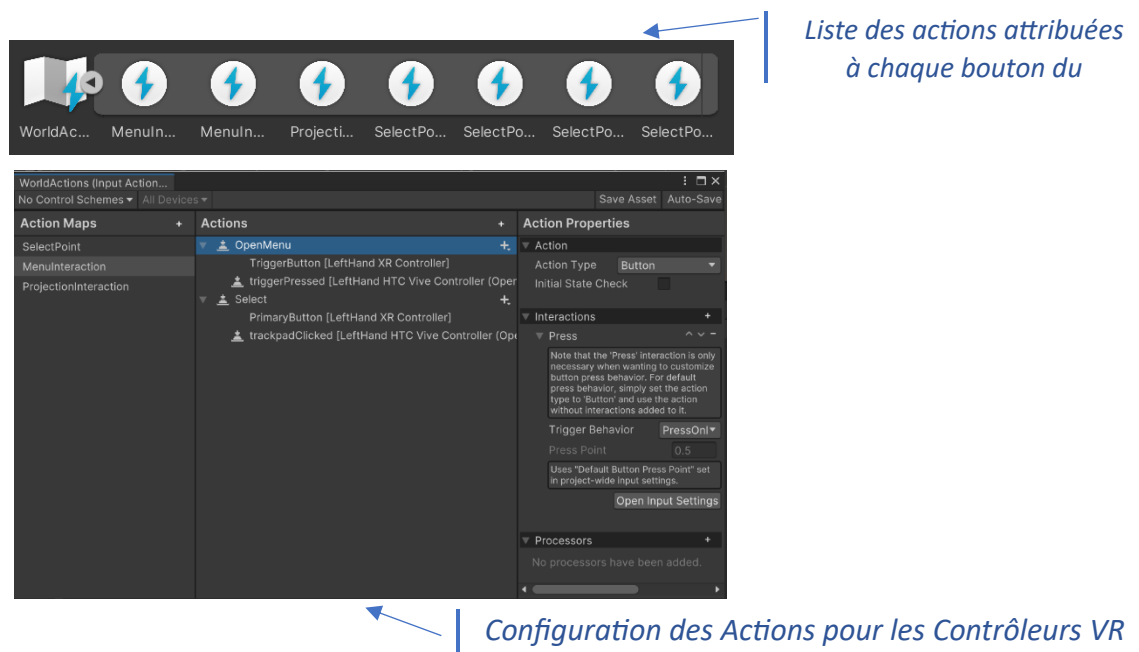 Liste des actions attribuées
à chaque bouton du
WorldAc... MenuIn... MenuIn... Projecti... SelectPo... SelectPo... SelectPo... SelectPo...
WorldActions (Input Action...
No Control Schemes All Devices Save Asset Auto-Save
Action Maps + Actions + Action Properties
SelectPoint OpenMenu Action
MenuInteraction TriggerButton [LeftHand XR Controller] Action Type Button
ProjectionInteraction triggerPressed [LeftHand HTC Vive Controller (Oper Initial State Check
Select Interactions +
PrimaryButton [LeftHand XR Controller]
trackpadClicked [LeftHand HTC Vive Controller (Ope Press
Note that the 'Press' interaction is only
necessary when wanting to customize
button press behavior. For default
press behavior, simply set the action
type to 'Button' and use the action
without interactions added to it.
Trigger Behavior PressOnl
Press Point 0.5
Uses "Default Button Press Point" set
in project-wide input settings.
Open Input Settings
Processors +
No processors have been added.
Configuration des Actions pour les Contrôleurs VR